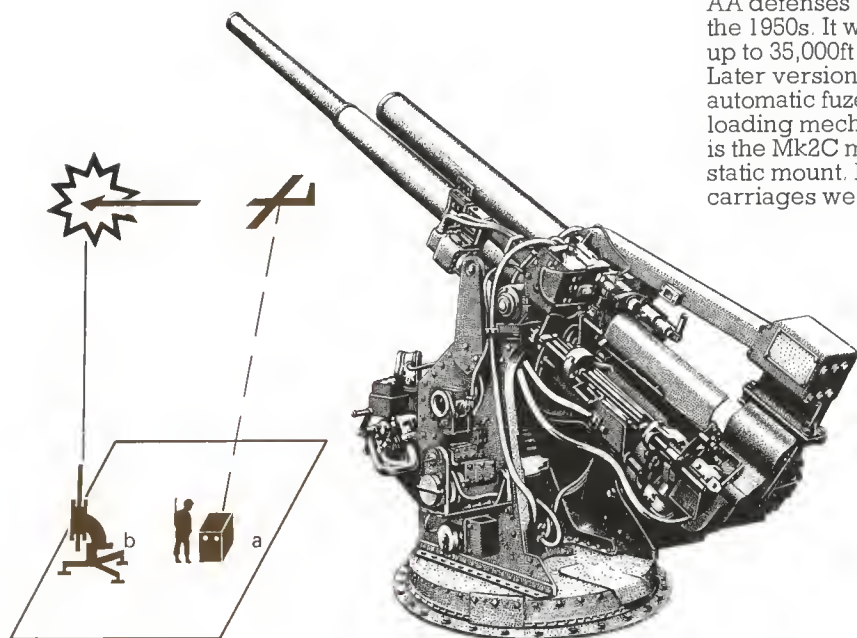 AA defenses
the 1950s. It w
up to 35,000ft
Later version
automatic fuze
loading mech
is the Mk2C m
static mount.
carriages we
b
a